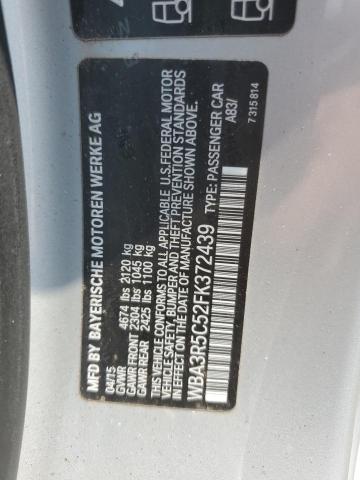 MFD BY BAYERISCHE MOTOREN WERKE AG
04/15
GVWR 4674 lbs 2120 kg
GAWR FRONT 2304 lbs 1045 kg
GAWR REAR 2425 lbs 1100 kg
THIS VEHICLE CONFORMS TO ALL APPLICABLE U.S. FEDERAL MOTOR
VEHICLE SAFETY, BUMPER, AND THEFT PREVENTION STANDARDS
IN EFFECT ON THE DATE OF MANUFACTURE SHOWN ABOVE.
WBA3R5C52FK372439 TYPE: PASSENGER CAR
A83/
7 315 814